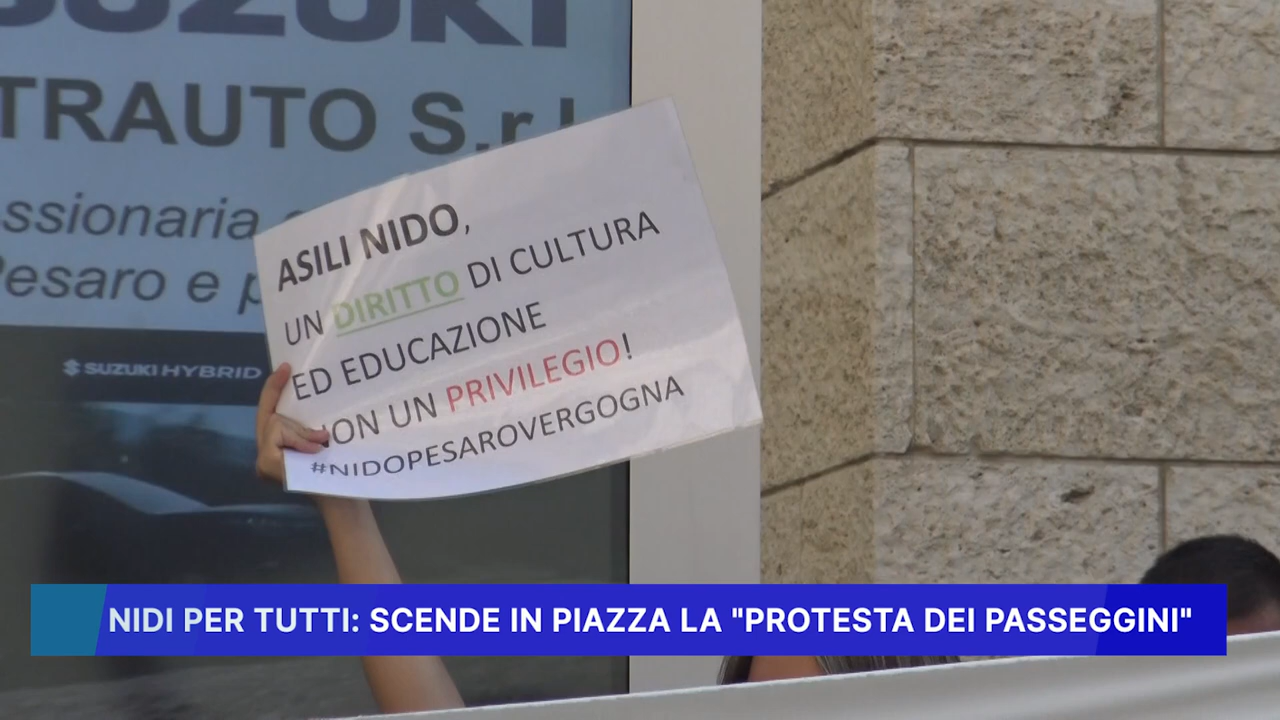 SUZUKI
TRAUTO S.r.l
ssionaria
Pesaro e p
SUZUKI HYBRID
ASILI NIDO,
UN DIRITTO DI CULTURA
ED EDUCAZIONE
NON UN PRIVILEGIO!
#NIDOPESAROVERGOGNA
NIDI PER TUTTI: SCENDE IN PIAZZA LA "PROTESTA DEI PASSEGGINI"